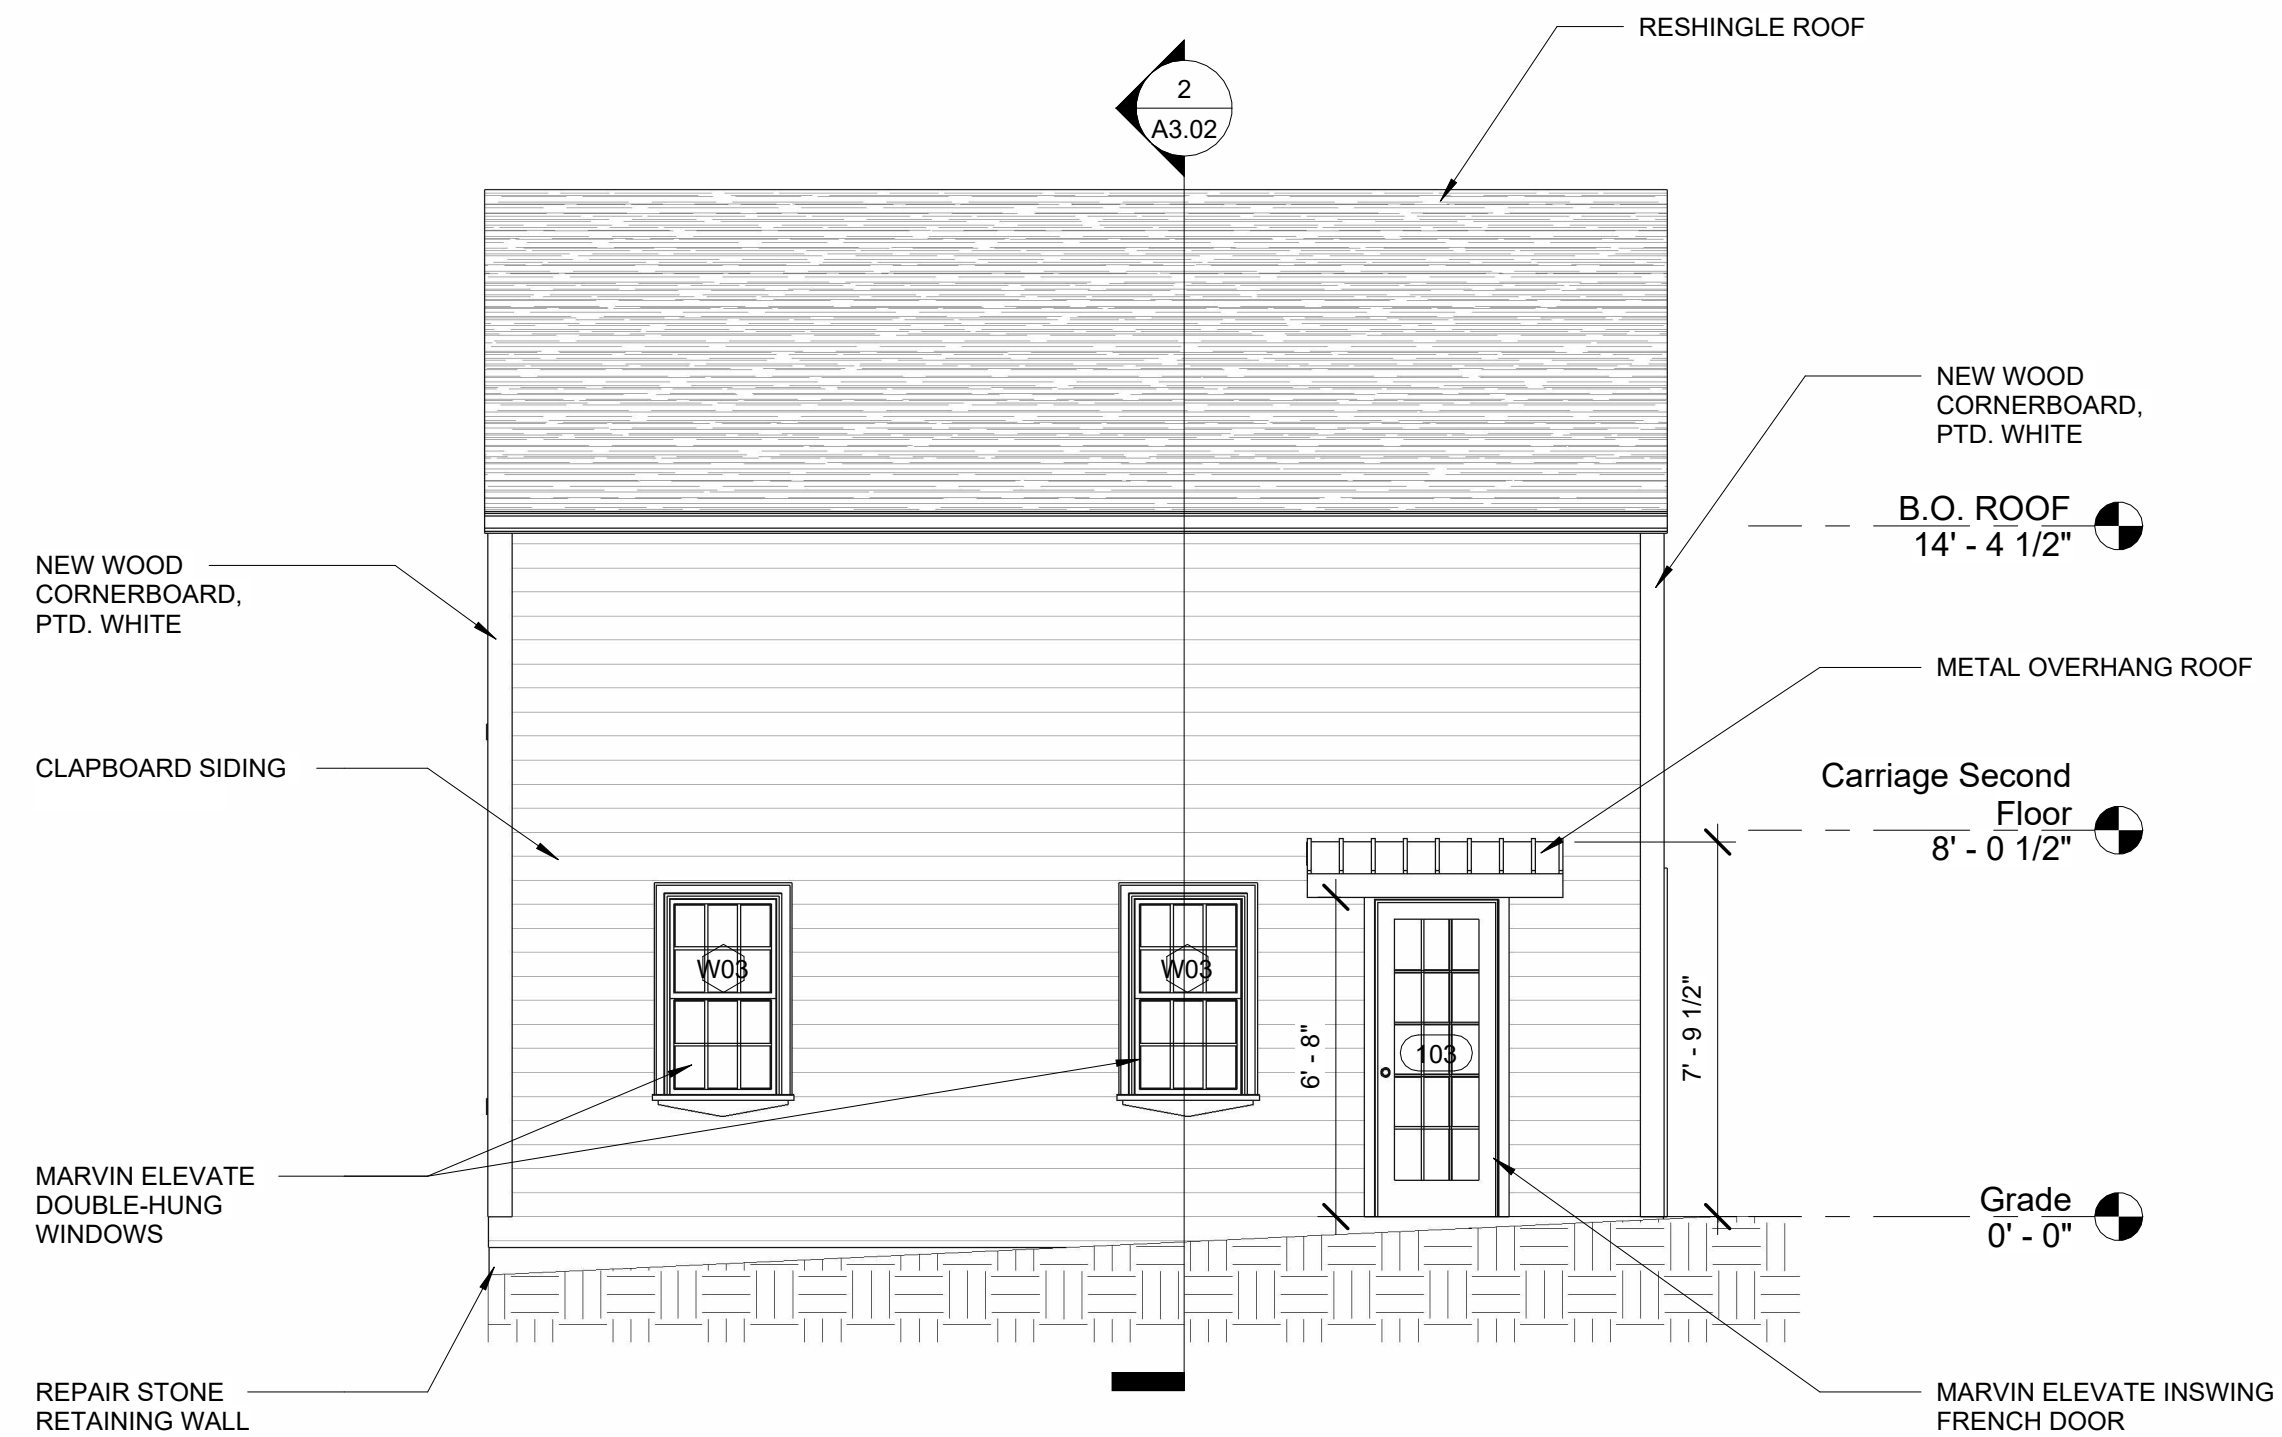 RESHINGLE ROOF
2
A3.02
NEW WOOD
CORNERBOARD,
PTD. WHITE
B.O. ROOF
14' - 4 1/2"
NEW WOOD
CORNERBOARD,
PTD. WHITE
METAL OVERHANG ROOF
CLAPBOARD SIDING
Carriage Second
Floor
8' - 0 1/2"
W03
W03
6' - 8"
103
7' - 9 1/2"
MARVIN ELEVATE
DOUBLE-HUNG
WINDOWS
Grade
0' - 0"
REPAIR STONE
RETAINING WALL
MARVIN ELEVATE INSWING
FRENCH DOOR